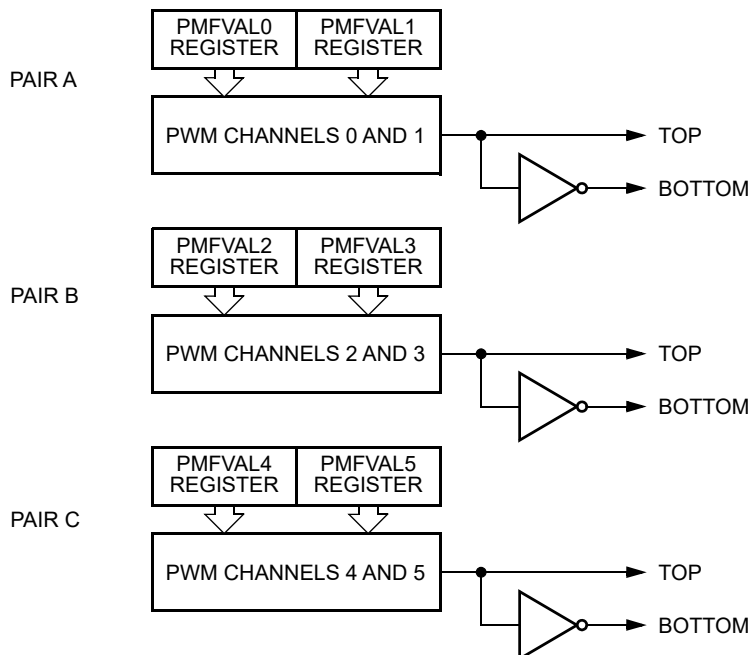 PMFVAL0 REGISTER
PMFVAL1 REGISTER
PAIR A
PWM CHANNELS 0 AND 1
TOP
BOTTOM
PMFVAL2 REGISTER
PMFVAL3 REGISTER
PAIR B
PWM CHANNELS 2 AND 3
TOP
BOTTOM
PMFVAL4 REGISTER
PMFVAL5 REGISTER
PAIR C
PWM CHANNELS 4 AND 5
TOP
BOTTOM